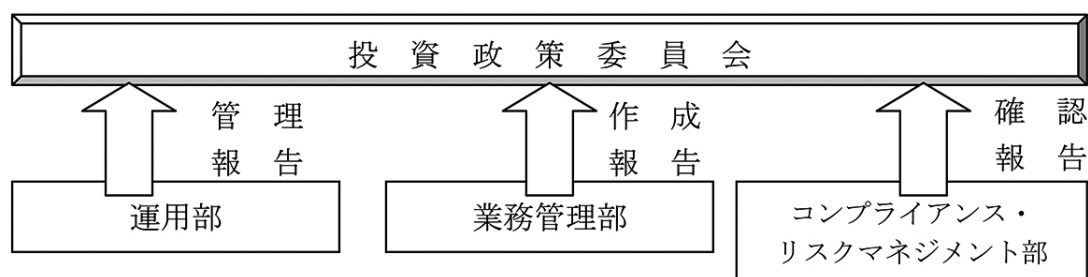 投資政策委員会
管理
報告
作成
報告
確認
報告
運用部
業務管理部
コンプライアンス・
リスクマネジメント部